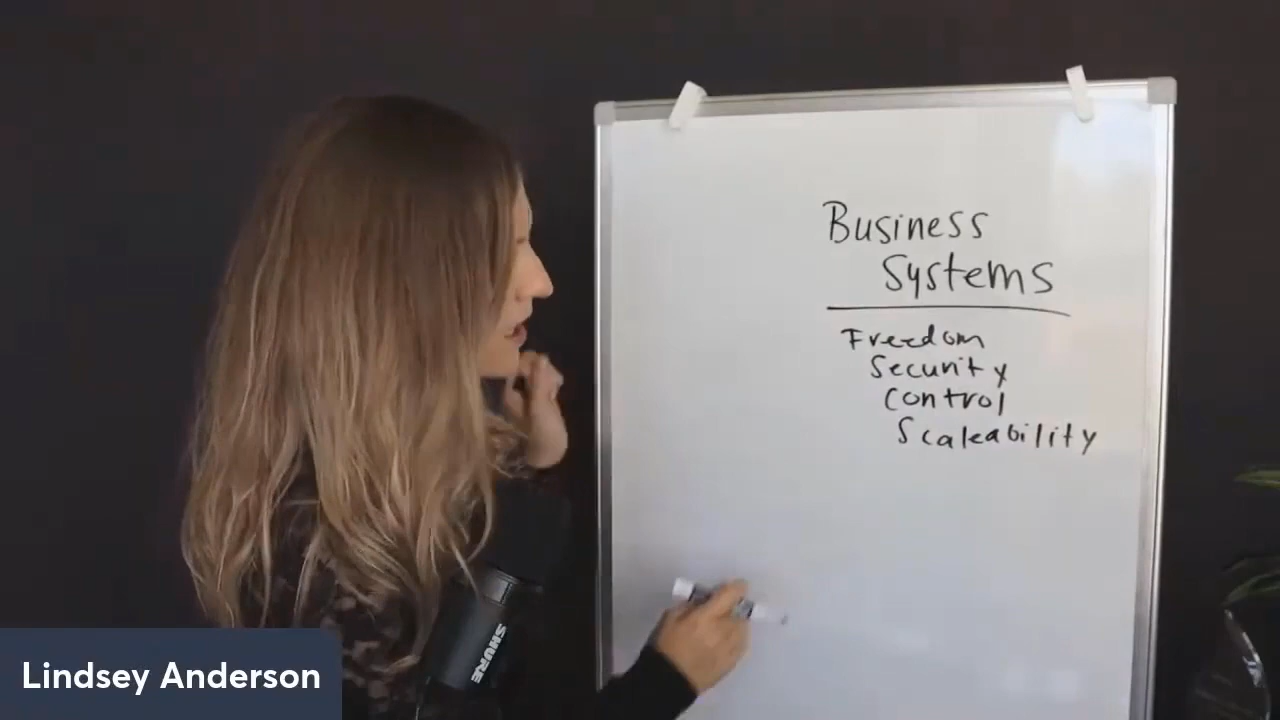 Business
Systems
Freedom
Security
Control
Scaleability
SHURE
Lindsey Anderson